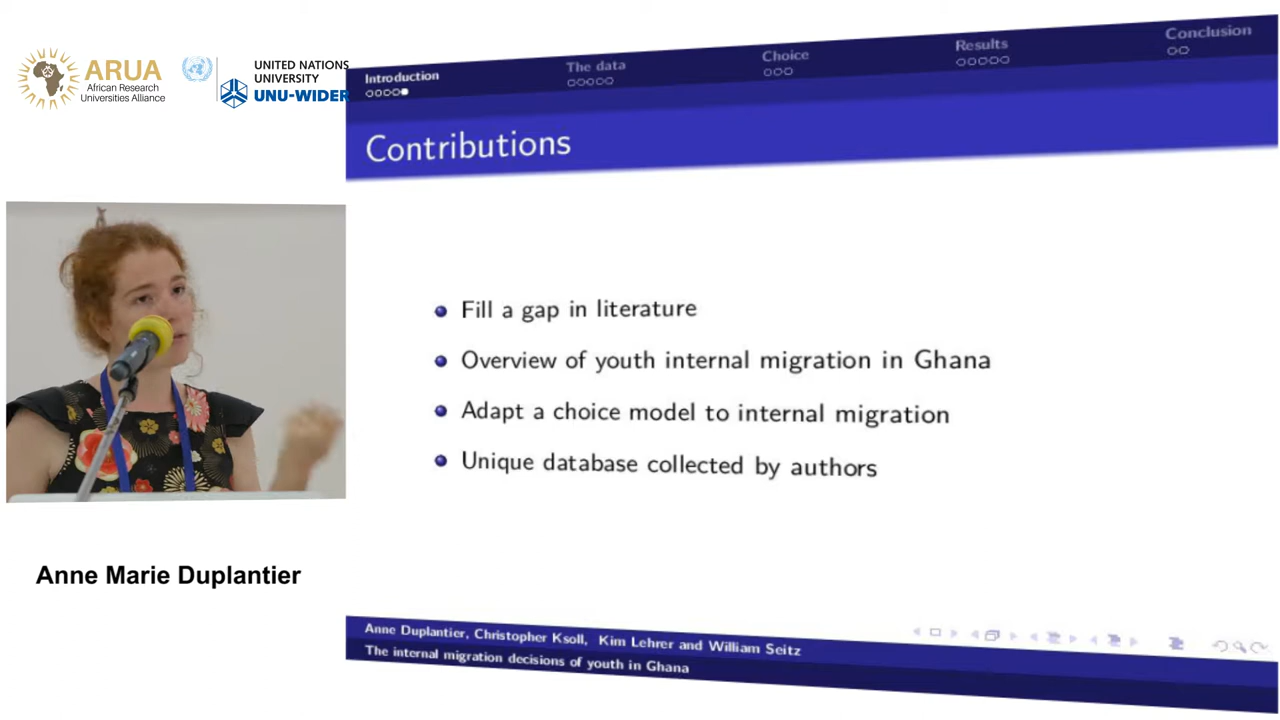 ARUA
African Research
Universities Alliance
UNITED NATIONS
UNIVERSITY
UNU-WIDER
Introduction
The data
Choice
Results
Conclusion
Contributions
Fill a gap in literature
Overview of youth internal migration in Ghana
Adapt a choice model to internal migration
Unique database collected by authors
Anne Marie Duplantier
Anne Duplantier, Christopher Ksoll, Kim Lehrer and William Seitz
The internal migration decisions of youth in Ghana